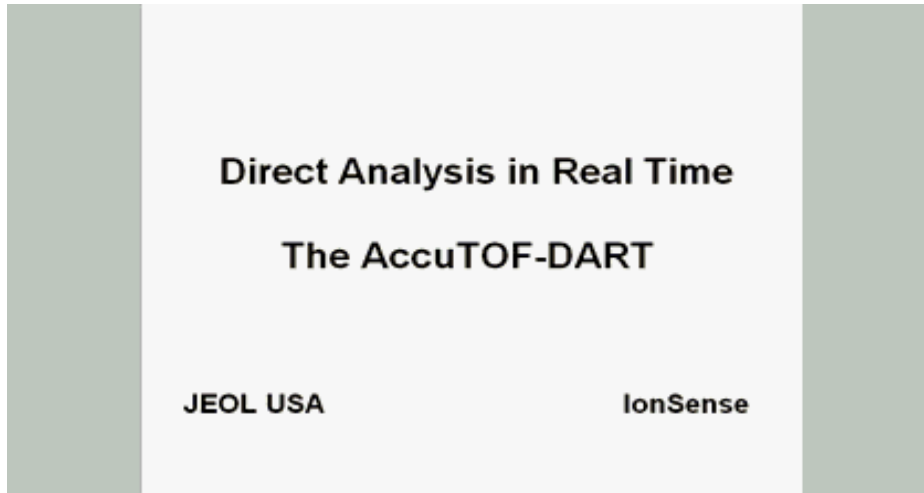 Direct Analysis in Real Time
The AccuTOF-DART
JEOL USA
IonSense